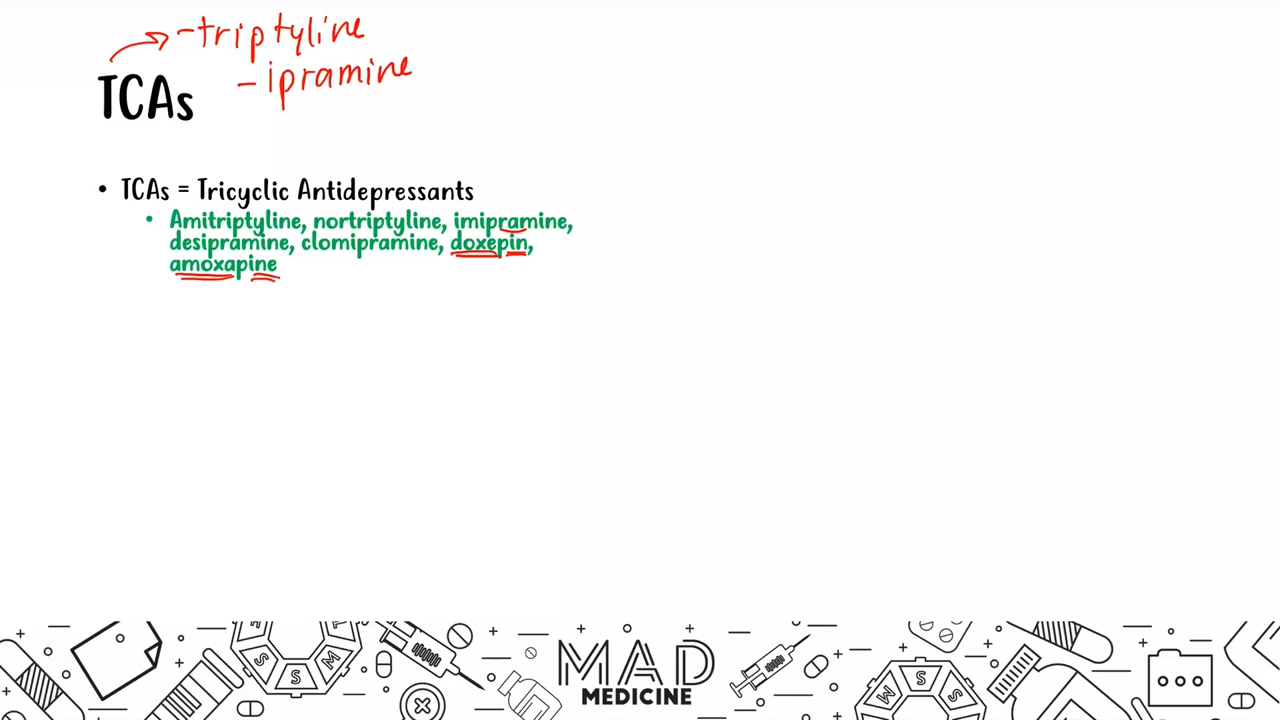 -triptyline
-ipramine
TCAs
• TCAs = Tricyclic Antidepressants
• Amitriptyline, nortriptyline, imipramine,
desipramine, clomipramine, doxepin,
amoxapine
S
S
M
M
S
S
MAD
MEDICINE